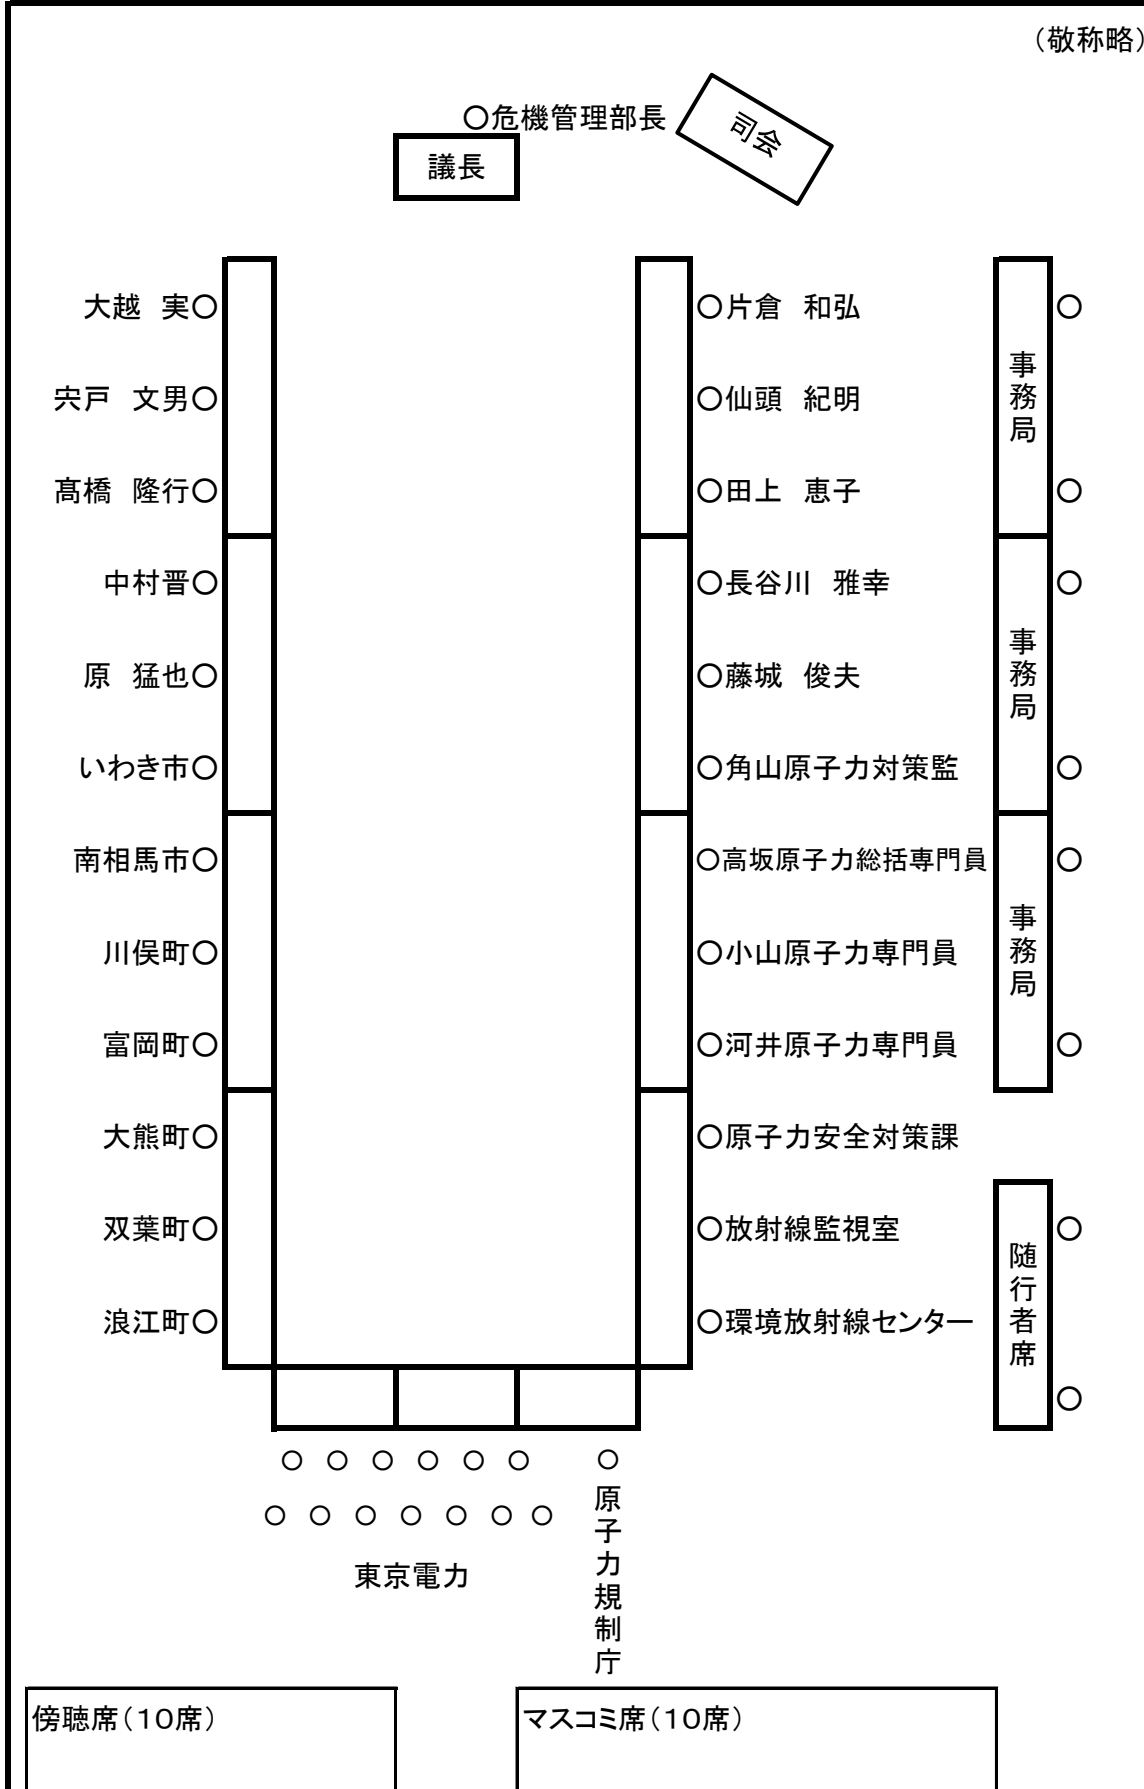 （敬称略）
○危機管理部長
司会
議長
大越　実○
○片倉　和弘
○
宍戸　文男○
○仙頭　紀明
事務局
髙橋　隆行○
○田上　恵子
○
中村晋○
○長谷川　雅幸
○
原　猛也○
○藤城　俊夫
事務局
いわき市○
○角山原子力対策監
○
南相馬市○
○高坂原子力総括専門員
○
川俣町○
○小山原子力専門員
事務局
富岡町○
○河井原子力専門員
○
大熊町○
○原子力安全対策課
双葉町○
○放射線監視室
○
浪江町○
○環境放射線センター
随行者席
○
○ ○ ○ ○ ○ ○ ○
○ ○ ○ ○ ○ ○ ○
東京電力
原子力規制庁
傍聴席（１０席）
マスコミ席（１０席）